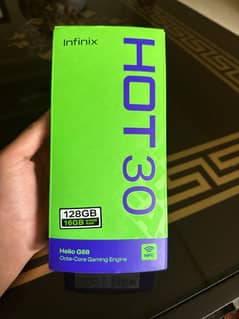 Infinix
HOT 30
128GB
16GB
Helio G88
Octa-Core Gaming Engine
NFC